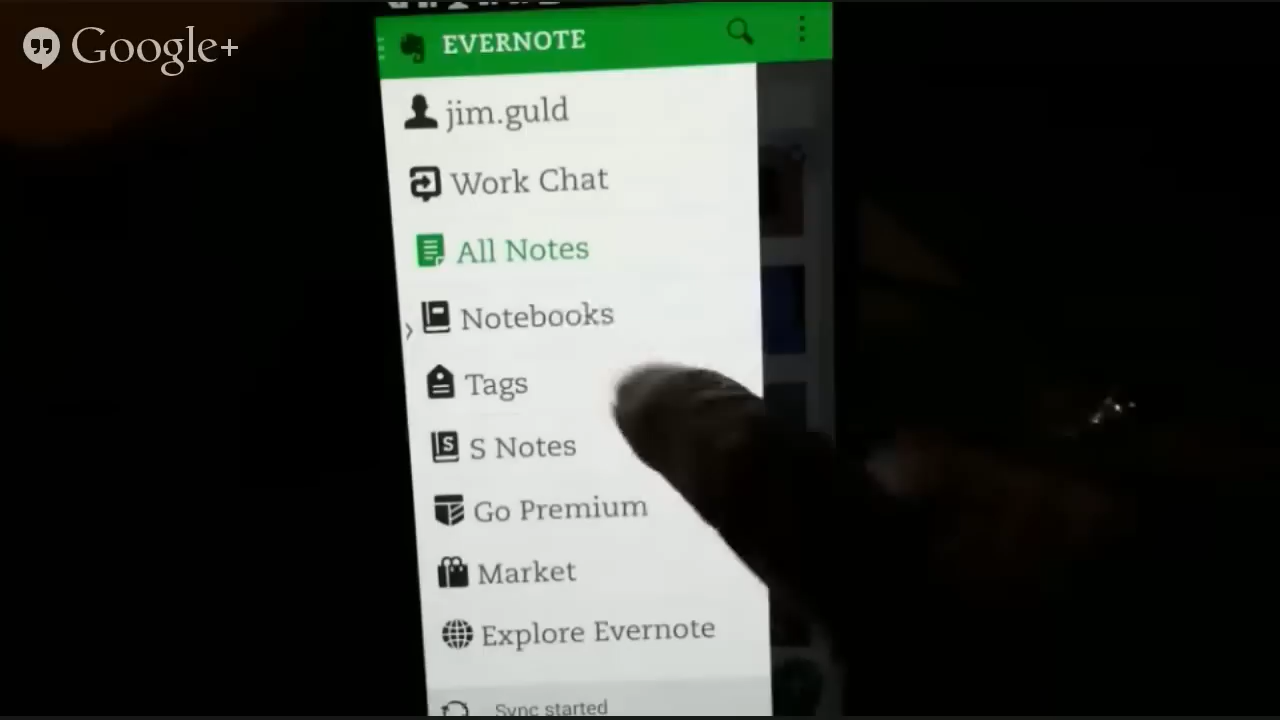 Google+
EVERNOTE
jim.guld
Work Chat
All Notes
Notebooks
Tags
S Notes
Go Premium
Market
Explore Evernote
Sync started